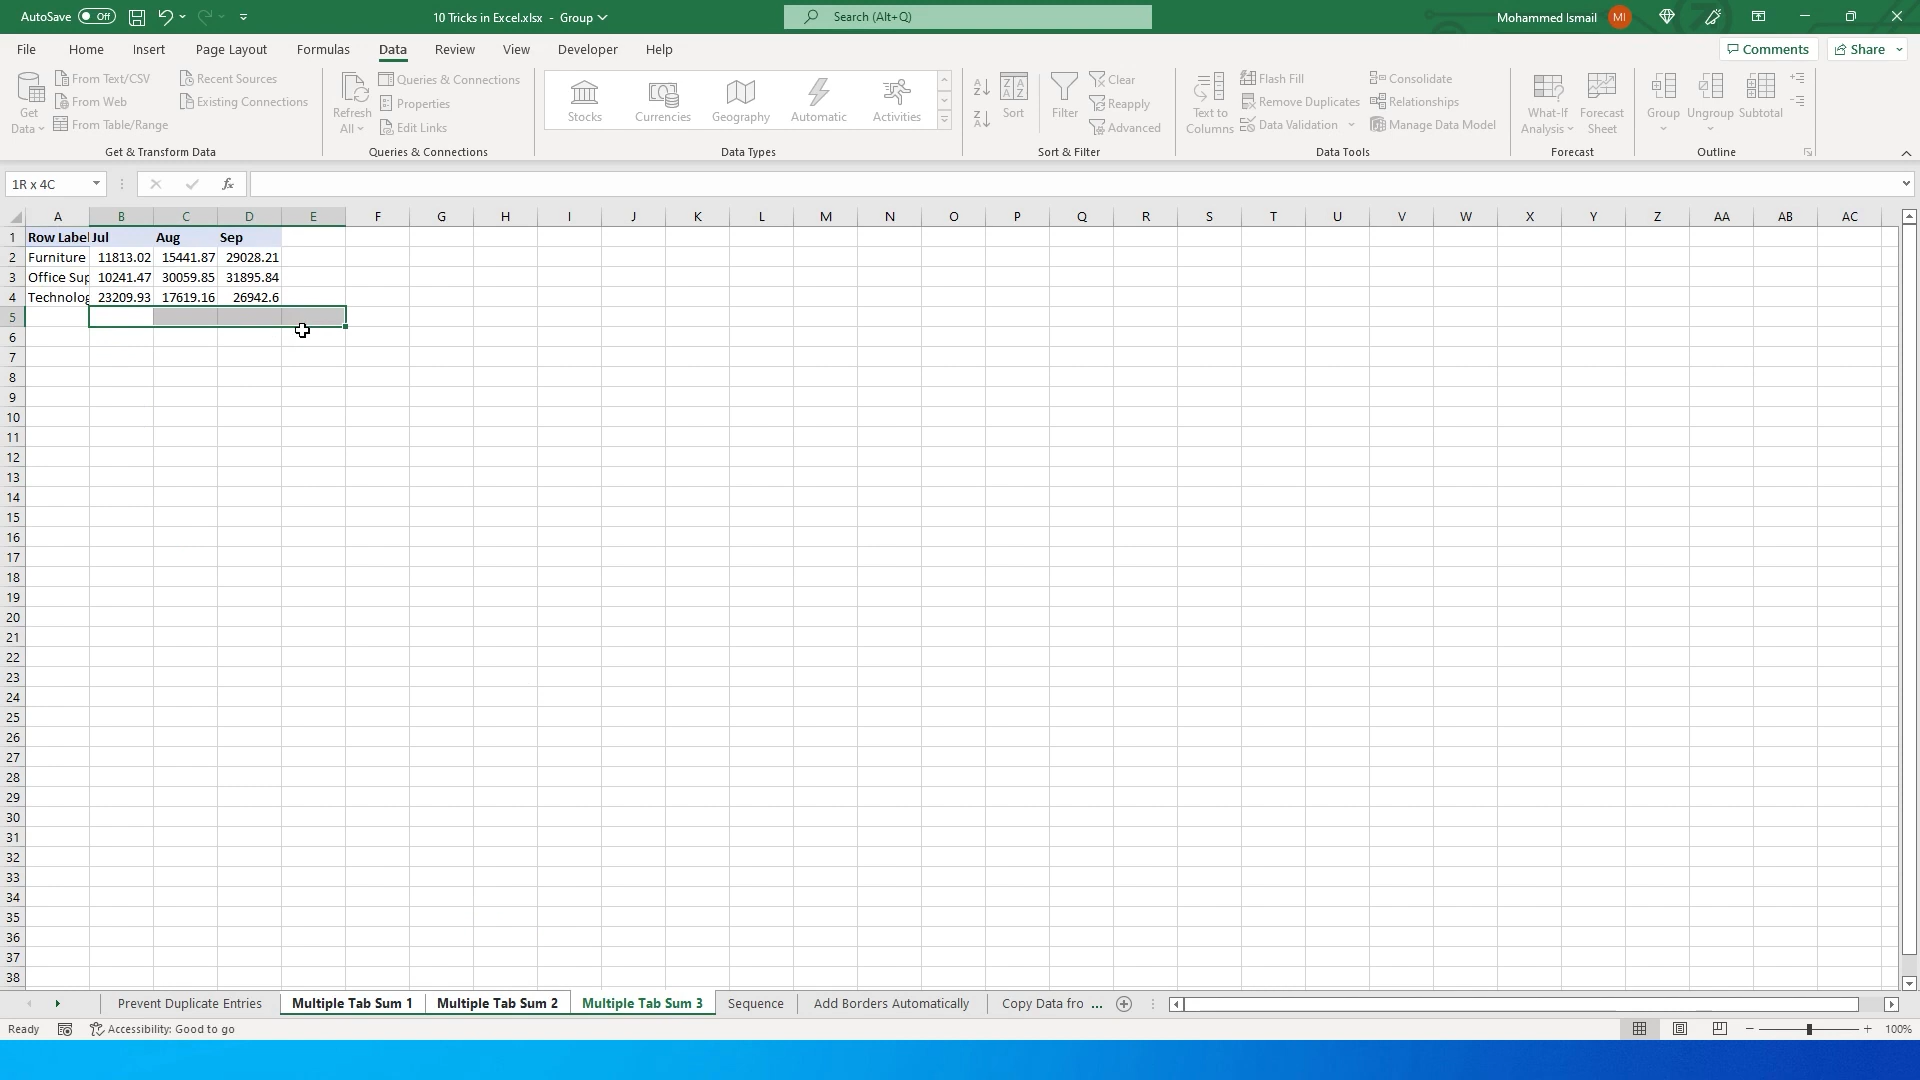 AutoSave Off 10 Tricks in Excel.xlsx - Group Search (Alt+Q) Mohammed Ismail MI
File Home Insert Page Layout Formulas Data Review View Developer Help Comments Share
Get Data
From Text/CSV
From Web
From Table/Range
Recent Sources
Existing Connections
Get & Transform Data
Refresh All
Queries & Connections
Properties
Edit Links
Queries & Connections
Stocks Currencies Geography Automatic Activities
Data Types
Sort
Filter
Clear
Reapply
Advanced
Sort & Filter
Text to Columns
Flash Fill
Remove Duplicates
Data Validation
Consolidate
Relationships
Manage Data Model
Data Tools
What-If Analysis
Forecast Sheet
Forecast
Group Ungroup Subtotal
Outline
1R x 4C fx
A B C D E F G H I J K L M N O P Q R S T U V W X Y Z AA AB AC
1 Row Label Jul Aug Sep
2 Furniture 11813.02 15441.87 29028.21
3 Office Sup 10241.47 30059.85 31895.84
4 Technolog 23209.93 17619.16 26942.6
5
6
7
8
9
10
11
12
13
14
15
16
17
18
19
20
21
22
23
24
25
26
27
28
29
30
31
32
33
34
35
36
37
38
Prevent Duplicate Entries Multiple Tab Sum 1 Multiple Tab Sum 2 Multiple Tab Sum 3 Sequence Add Borders Automatically Copy Data fro ...
Ready Accessibility: Good to go 100%